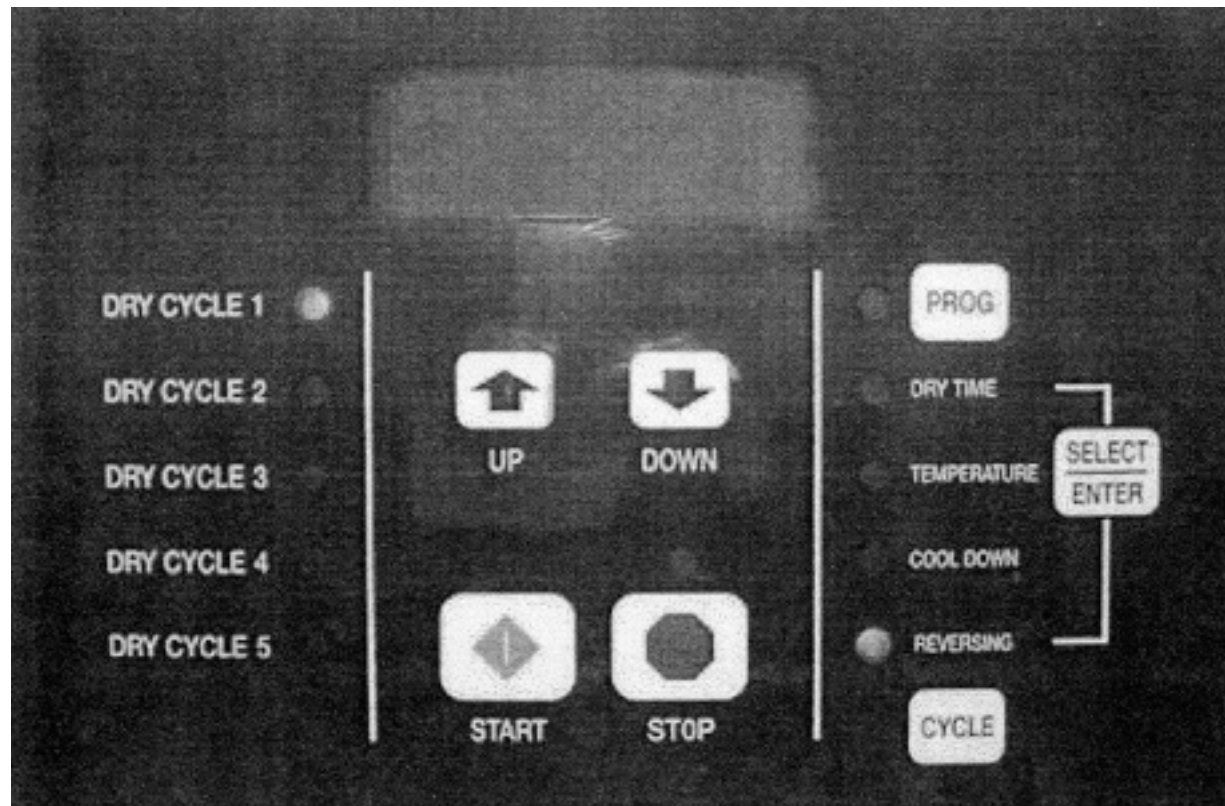 DRY CYCLE 1
DRY CYCLE 2
DRY CYCLE 3
DRY CYCLE 4
DRY CYCLE 5
UP
DOWN
START
STOP
PROG
DRY TIME
TEMPERATURE
COOL DOWN
REVERSING
SELECT
ENTER
CYCLE